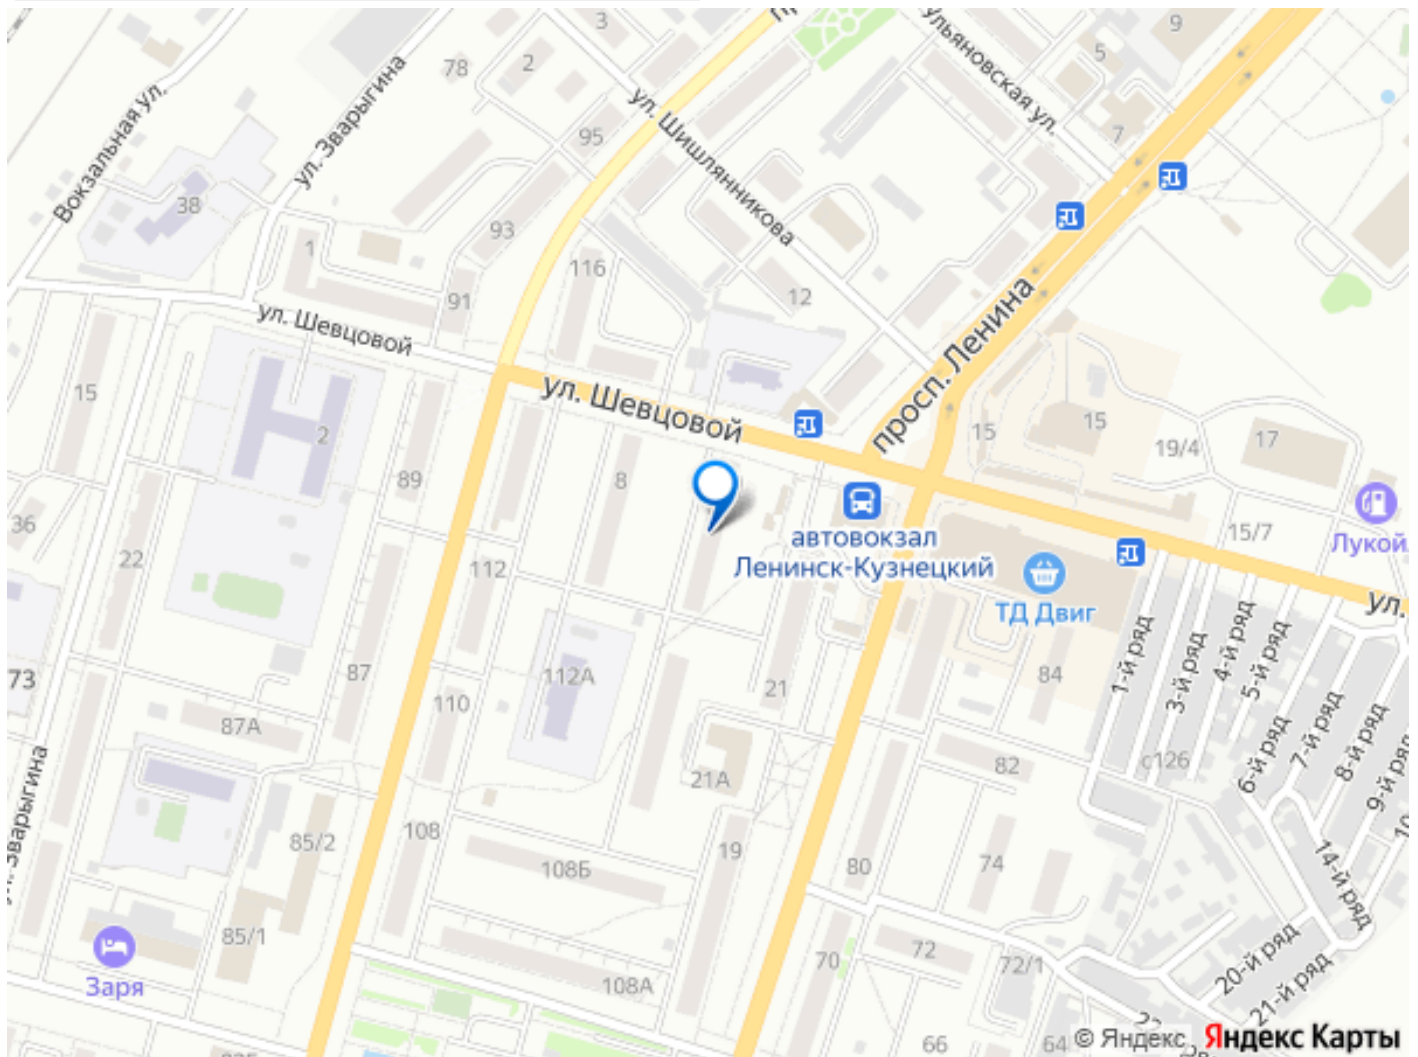 3
9
Ульяновская ул.
5
2
78
ул. Зварыгина
ул. Шишлянникова
95
7
Вокзальная ул.
38
93
1
116
12
91
просп. Ленина
ул. Шевцовой
ул. Шевцовой
15
2
89
8
15
15
19/4
17
36
22
112
автовокзал
Ленинск-Кузнецкий
15/7
Лукойл
ТД Двиг
ул.
1-й ряд
3-й ряд
4-й ряд
5-й ряд
73
87
112А
21
84
110
87А
6-й ряд
7-й ряд
8-й ряд
9-й ряд
10
с126
82
21А
ул. Зварыгина
85/2
108
108Б
19
80
74
14-й ряд
85/1
70
72
72/1
20-й ряд
21-й ряд
Заря
108А
66
64
© Яндекс Яндекс Карты